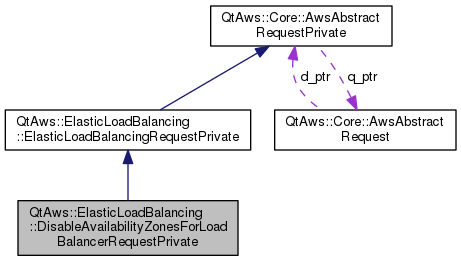 QtAws::Core::AwsAbstract
RequestPrivate
d_ptr
q_ptr
QtAws::ElasticLoadBalancing
::ElasticLoadBalancingRequestPrivate
QtAws::Core::AwsAbstract
Request
QtAws::ElasticLoadBalancing
::DisableAvailabilityZonesForLoad
BalancerRequestPrivate